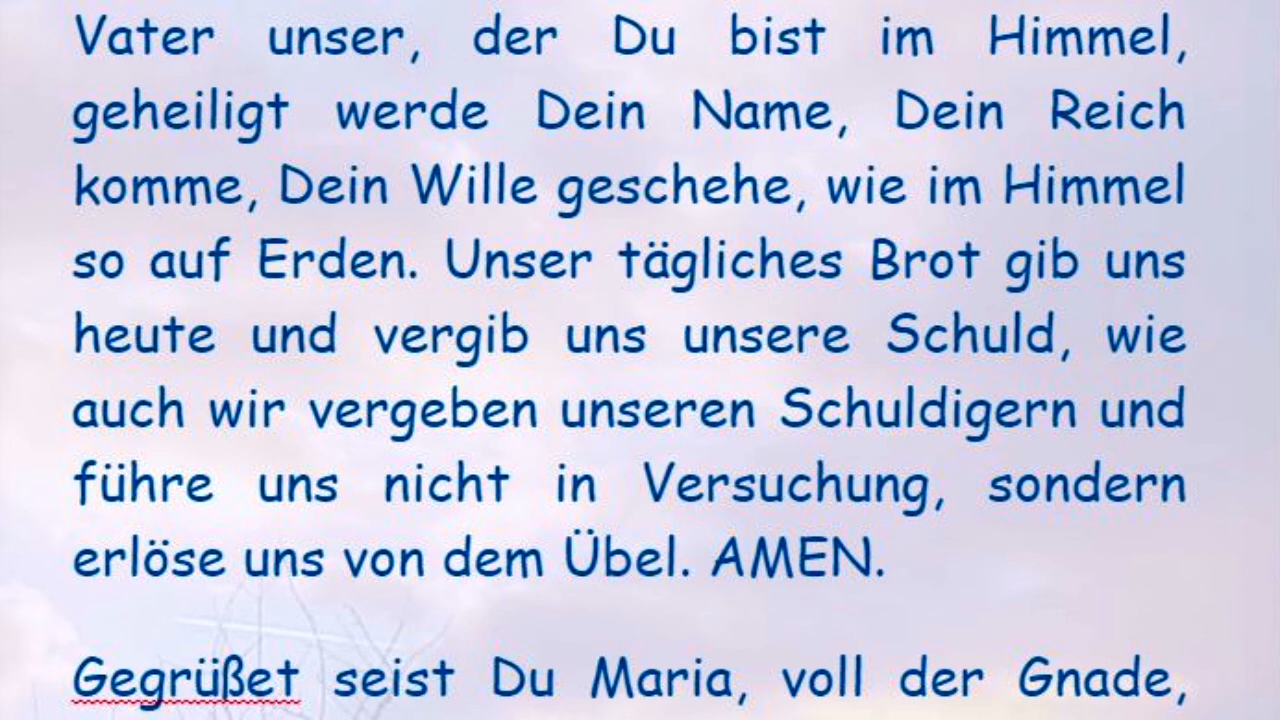 Vater unser, der Du bist im Himmel,
geheiligt werde Dein Name, Dein Reich
komme, Dein Wille geschehe, wie im Himmel
so auf Erden. Unser tägliches Brot gib uns
heute und vergib uns unsere Schuld, wie
auch wir vergeben unseren Schuldigern und
führe uns nicht in Versuchung, sondern
erlöse uns von dem Übel. AMEN.
Gegrüßet seist Du Maria, voll der Gnade,